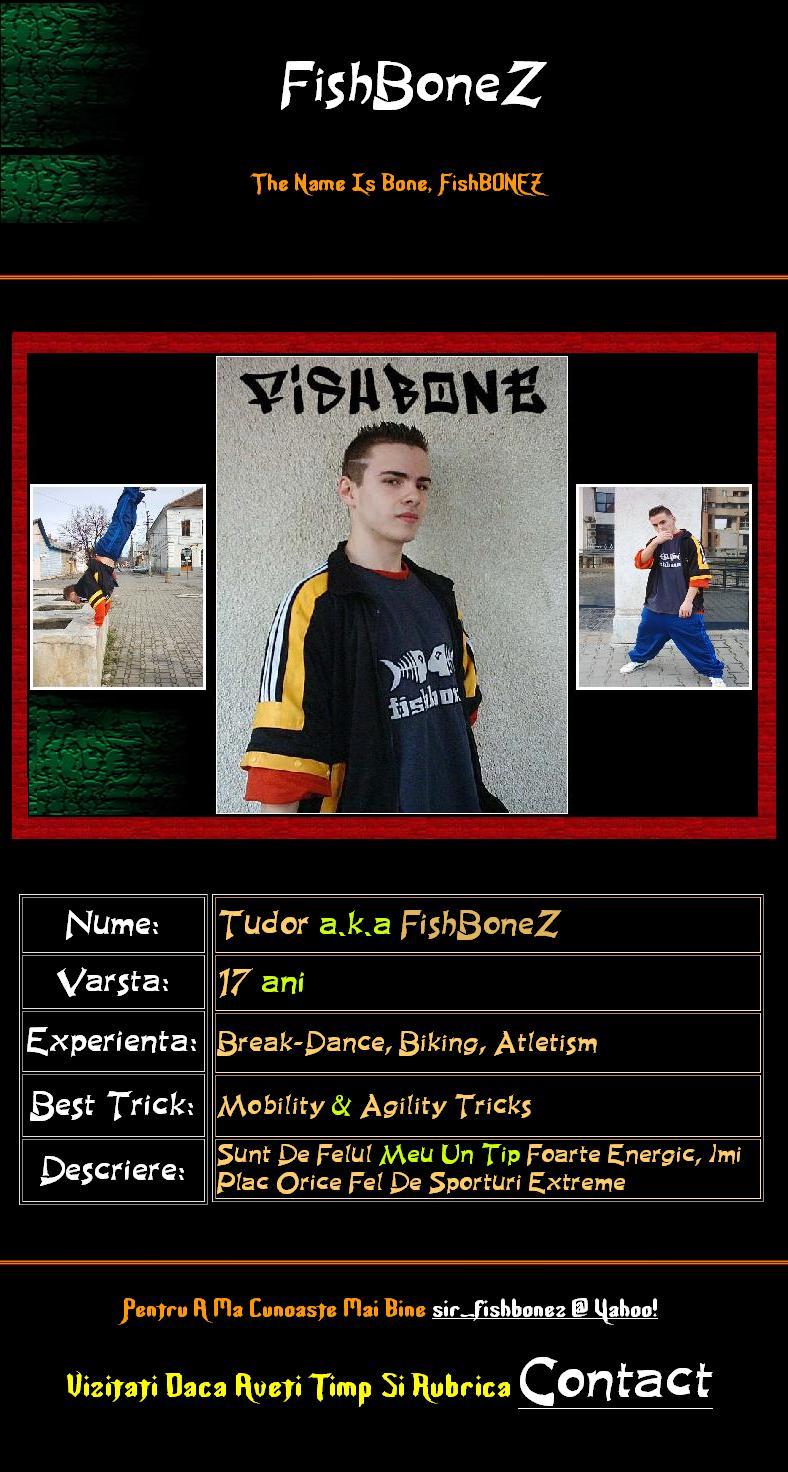 FishBoneZ
The Name Is Bone, FishBONEZ
FiSHBONE
fishbone
Nume: Tudor a.k.a FishBoneZ
Varsta: 17 ani
Experienta: Break-Dance, Biking, Atletism
Best Trick: Mobility & Agility Tricks
Descriere: Sunt De Felul Meu Un Tip Foarte Energic, Imi
Plac Orice Fel De Sporturi Extreme
Pentru A Ma Cunoaste Mai Bine sir_fishbonez @ Yahoo!
Vizitati Daca Aveti Timp Si Rubrica Contact